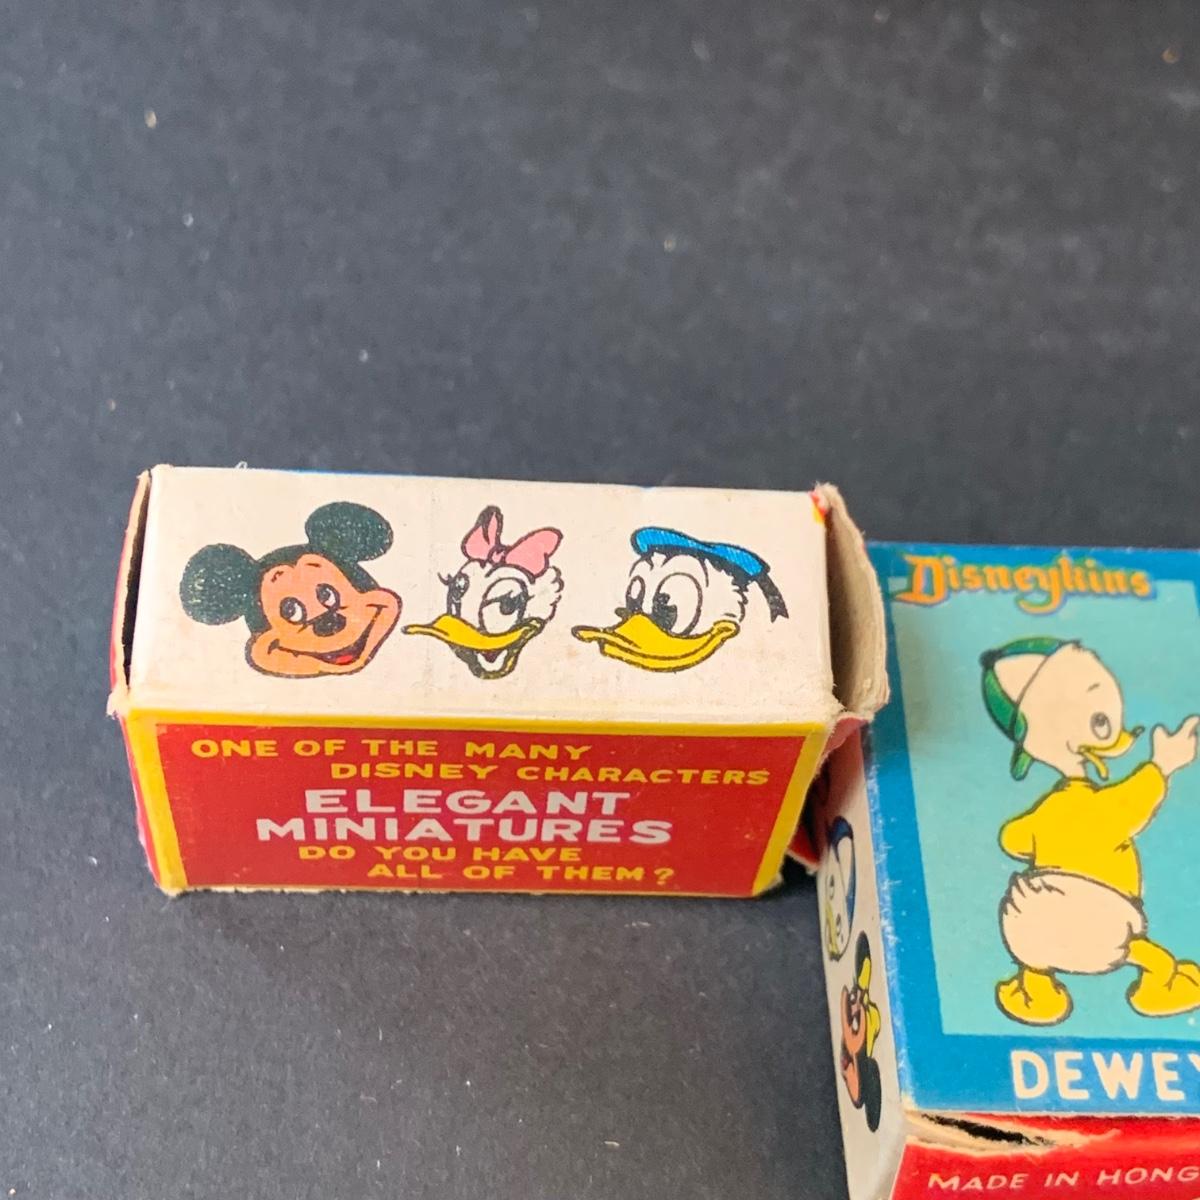 ONE OF THE MANY
DISNEY CHARACTERS
ELEGANT
MINIATURES
DO YOU HAVE
ALL OF THEM?
Disneykins
DEWEY
MADE IN HONG